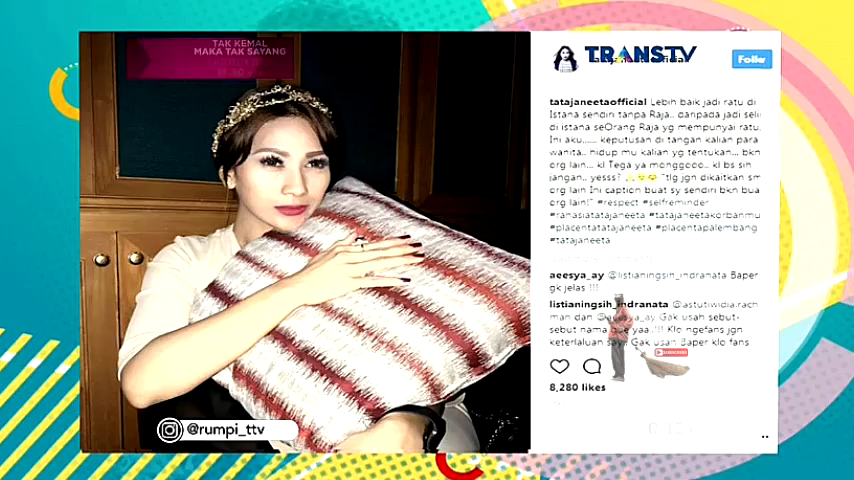 TAK KEMAL
MAKA TAK SAYANG
TRANSTV
Follow
tatajaneetaofficial Lebih baik jadi ratu di
Istana sendiri tanpa Raja.. daripada jadi seli
di istana seOrang Raja yg mempunyai ratu.
Ini aku...... keputusan di tangan kalian para
wanita.. hidup mu kalian yg tentukan.. bkn
org lain... kl Tega ya monggooo.. kl bs sih
jangan.. yesss? "tlg jgn dikaitkan sm
org lain Ini caption buat sy sendiri bkn bua
org lain!" #respect #selfreminder
#rahasiatatajaneeta #tatajaneetakorbanmu
#placentatatajaneeta #placentapalembang
#tatajaneeta
aeesya_ay @listianingsih_indranata Baper
gk jelas !!!
listianingsih_indranata @astutiwidia.rach
man dan @aeesya_ay Gak usah sebut-
sebut nama gue yaa..!!! Klo ngefans jgn
keterlaluan say.. Gak usah Baper klo fans
SUBSCRIBE
8,280 likes
@rumpi_ttv